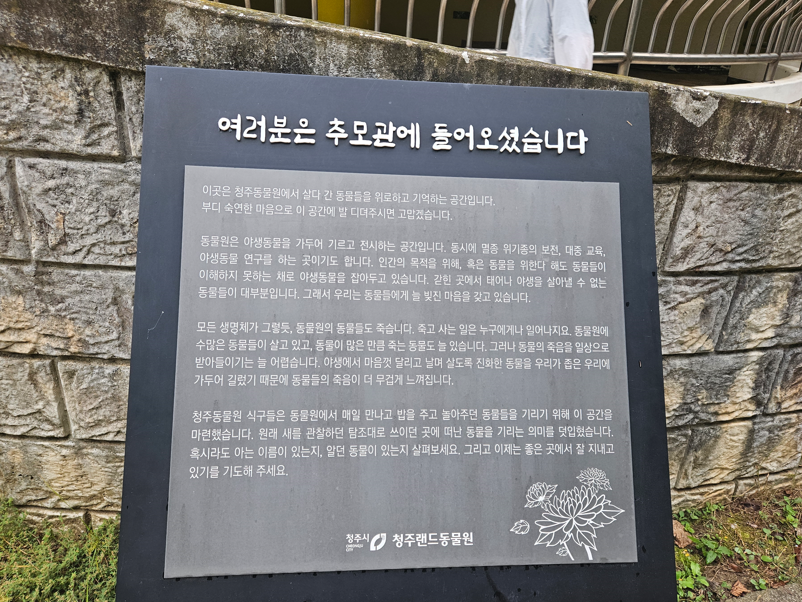 여러분은 추모관에 들어오셨습니다
이곳은 청주동물원에서 살다 간 동물들을 위로하고 기억하는 공간입니다.
부디 숙연한 마음으로 이 공간에 발 디뎌주시면 고맙겠습니다.
동물원은 야생동물을 가두어 기르고 전시하는 공간입니다. 동시에 멸종 위기종의 보전, 대중 교육,
야생동물 연구를 하는 곳이기도 합니다. 인간의 목적을 위해, 혹은 동물을 위한다 해도 동물들이
이해하지 못하는 채로 야생동물을 잡아두고 있습니다. 갇힌 곳에서 태어나 야생을 살아낼 수 없는
동물들이 대부분입니다. 그래서 우리는 동물들에게 늘 빚진 마음을 갖고 있습니다.
모든 생명체가 그렇듯, 동물원의 동물들도 죽습니다. 죽고 사는 일은 누구에게나 일어나지요. 동물원에
수많은 동물들이 살고 있고, 동물이 많은 만큼 죽는 동물도 늘 있습니다. 그러나 동물의 죽음을 일상으로
받아들이기는 늘 어렵습니다. 야생에서 마음껏 달리고 날며 살도록 진화한 동물을 우리가 좁은 우리에
가두어 길렀기 때문에 동물들의 죽음이 더 무겁게 느껴집니다.
청주동물원 식구들은 동물원에서 매일 만나고 밥을 주고 놀아주던 동물들을 기리기 위해 이 공간을
마련했습니다. 원래 새를 관찰하던 탐조대로 쓰이던 곳에 떠난 동물을 기리는 의미를 덧입혔습니다.
혹시라도 아는 이름이 있는지, 알던 동물이 있는지 살펴보세요. 그리고 이제는 좋은 곳에서 잘 지내고
있기를 기도해 주세요.
청주시 청주랜드동물원
CHEONGJU
CITY